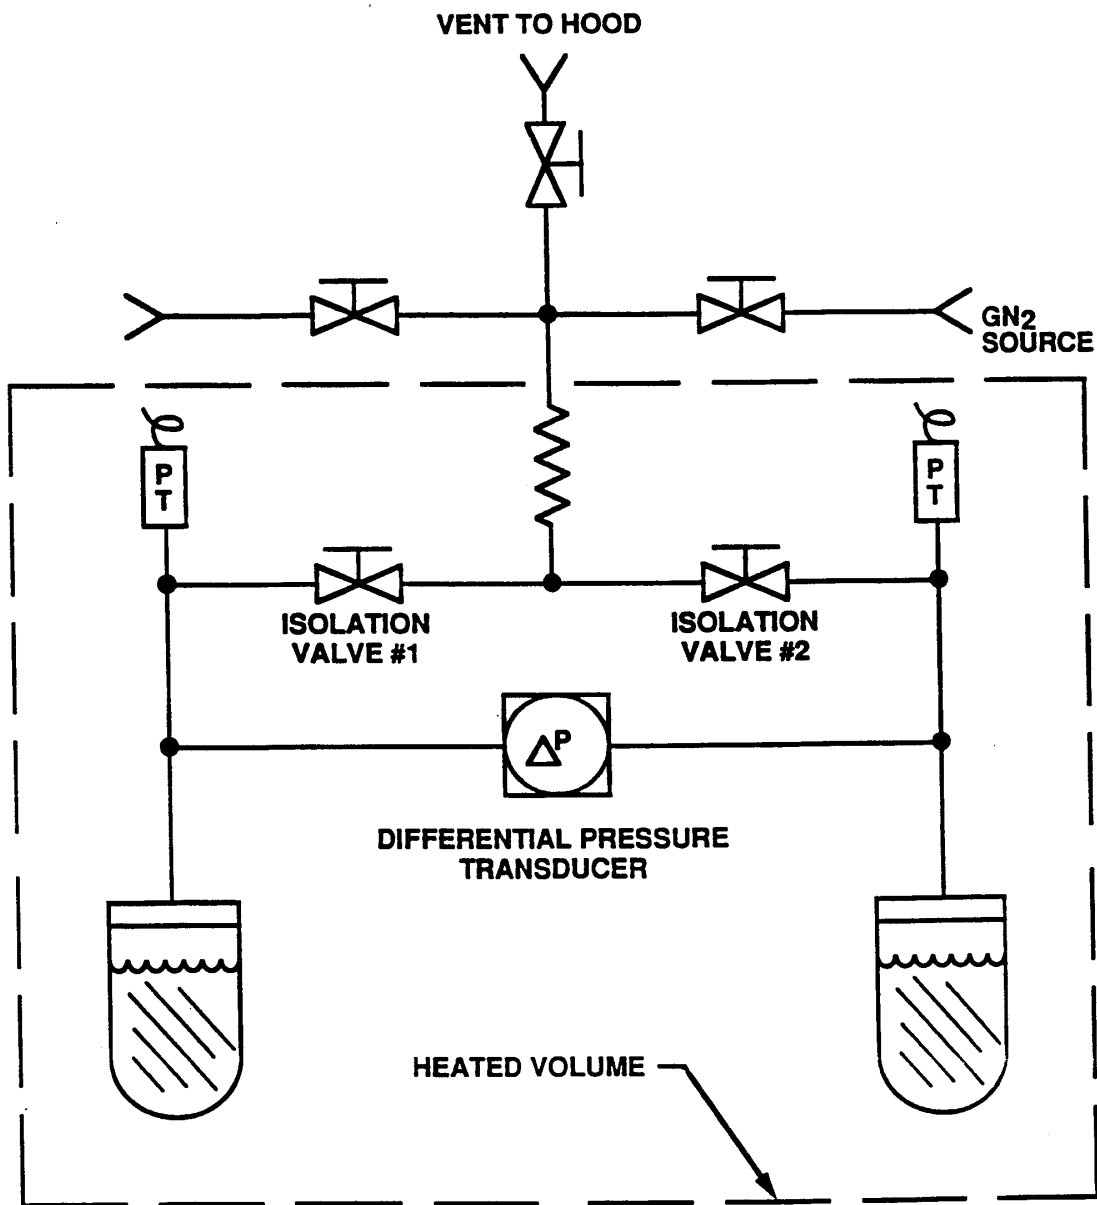 VENT TO HOOD
GN2
SOURCE
P
T
P
T
ISOLATION
VALVE #1
ISOLATION
VALVE #2
ΔP
DIFFERENTIAL PRESSURE
TRANSDUCER
HEATED VOLUME